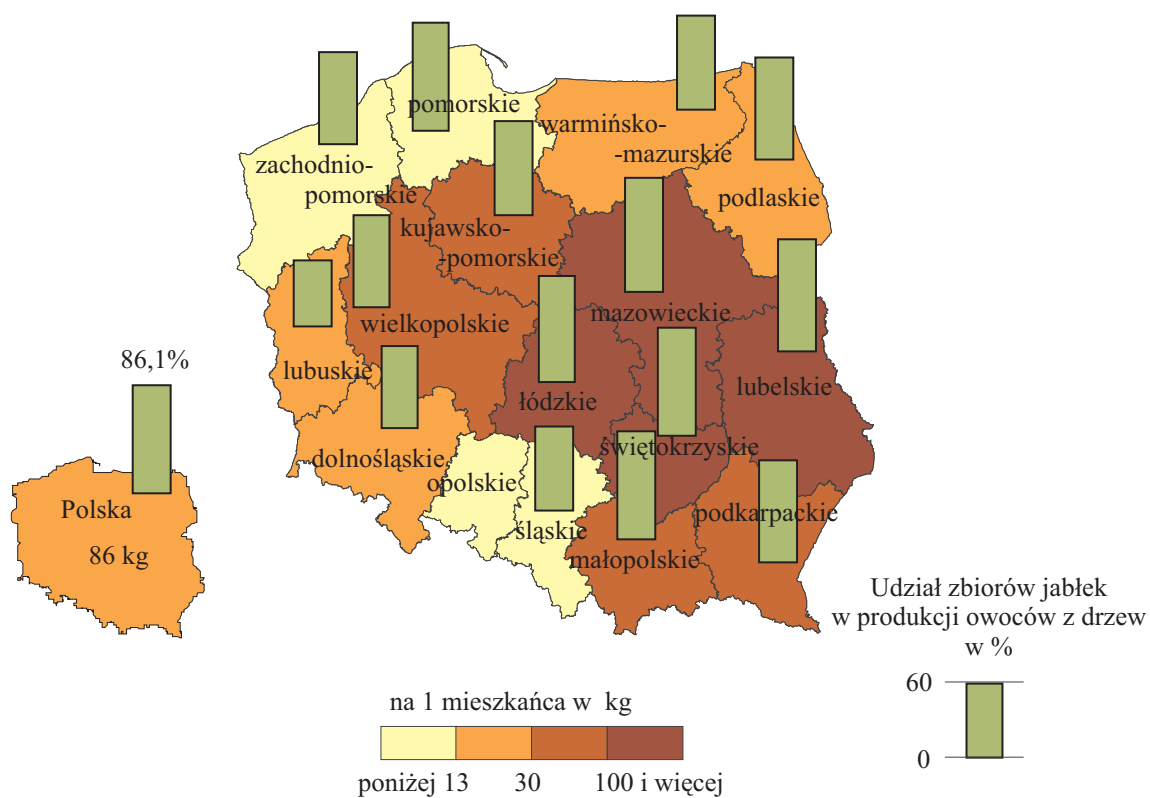 pomorskie
warmińsko-
-mazurskie
zachodnio-
pomorskie
podlaskie
kujawsko-
-pomorskie
mazowieckie
wielkopolskie
lubuskie
łódzkie
lubelskie
86,1%
świętokrzyskie
dolnośląskie
opolskie
śląskie
podkarpackie
małopolskie
Polska
86 kg
Udział zbiorów jabłek
w produkcji owoców z drzew
w %
60
0
na 1 mieszkańca w kg
poniżej 13 30 100 i więcej